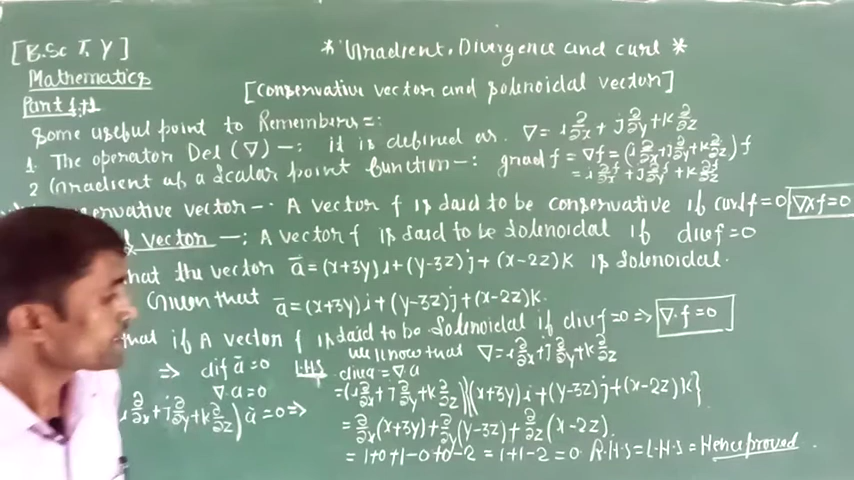 [B.Sc T.Y]
* Gradient, Divergence and curl *
Mathematics
[conservative vector and solenoidal vector]
Part 1+1
Some useful point to Remembers =:
1. The operator Del (∇) —: it is defined as ∇ = i ∂/∂x + j ∂/∂y + k ∂/∂z
2 Gradient of a Scalar point function —: grad f = ∇f = (i ∂/∂x + j ∂/∂y + k ∂/∂z) f
= i ∂f/∂x + j ∂f/∂y + k ∂f/∂z
servative vector —. A vector f is said to be conservative if curl f = 0 ∇xf = 0
vector —: A vector f is said to be solenoidal if div f = 0
that the vector a̅ = (x+3y)i + (y-3z)j + (x-2z)k is solenoidal.
Given that a̅ = (x+3y)i + (y-3z)j + (x-2z)k.
that if A vector f is said to be solenoidal if div f = 0 ⇒ ∇·f = 0
we know that ∇ = i ∂/∂x + j ∂/∂y + k ∂/∂z
⇒ dif a̅ = 0 L.H.S div a = ∇·a
∇·a = 0 = (i ∂/∂x + j ∂/∂y + k ∂/∂z){(x+3y)i + (y-3z)j + (x-2z)k}
i ∂/∂x + j ∂/∂y + k ∂/∂z) a̅ = 0 ⇒ = ∂/∂x (x+3y) + ∂/∂y (y-3z) + ∂/∂z (x-2z).
= 1+0+1-0+0-2 = 1+1-2 = 0 R.H.S = L.H.S = Hence proved